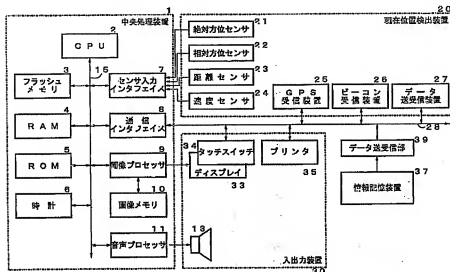 1
中央処理装置
2
CPU
3
フラッシュ
メモリ
15
7
センサ入力
インタフェイス
4
RAM
8
通信
インタフェイス
5
ROM
9
画像プロセッサ
6
時計
10
画像メモリ
11
音声プロセッサ
13
20
現在位置検出装置
21
絶対方位センサ
22
相対方位センサ
23
距離センサ
24
速度センサ
25
GPS
受信装置
26
ビーコン
受信装置
27
データ
送受信装置
28
34
タッチスイッチ
ディスプレイ
33
プリンタ
35
39
データ送受信部
37
情報記憶装置
入出力装置
30